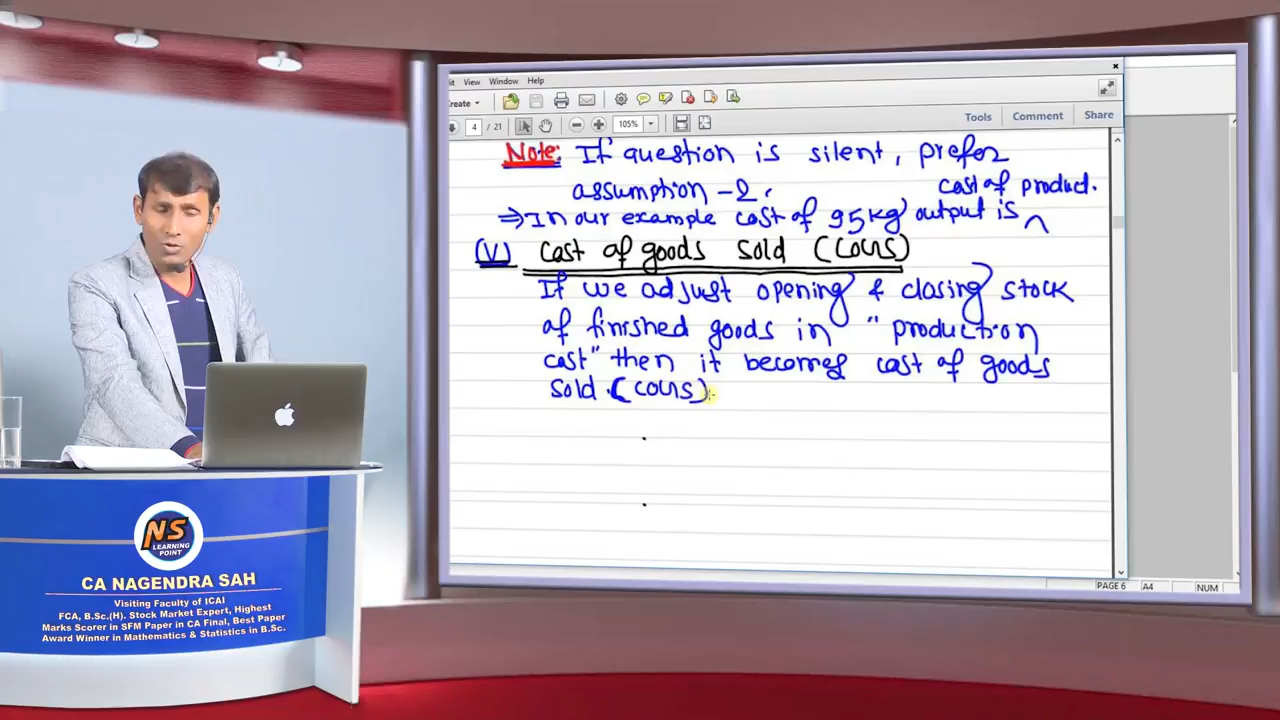 it View Window Help
Create
4 / 21 105% Tools Comment Share
Note: If question is silent, prefer
assumption - 2.
cost of product.
⇒ In our example cost of 95kg output is ^
(V) Cost of goods sold (COGS)
If we adjust opening & closing stock
of finished goods in "production
cost" then it becomes cost of goods
sold. (COGS)
NS
LEARNING
POINT
CA NAGENDRA SAH
Visiting Faculty of ICAI
FCA, B.Sc.(H). Stock Market Expert, Highest
Marks Scorer in SFM Paper in CA Final, Best Paper
Award Winner in Mathematics & Statistics in B.Sc.
PAGE 6 A4 NUM